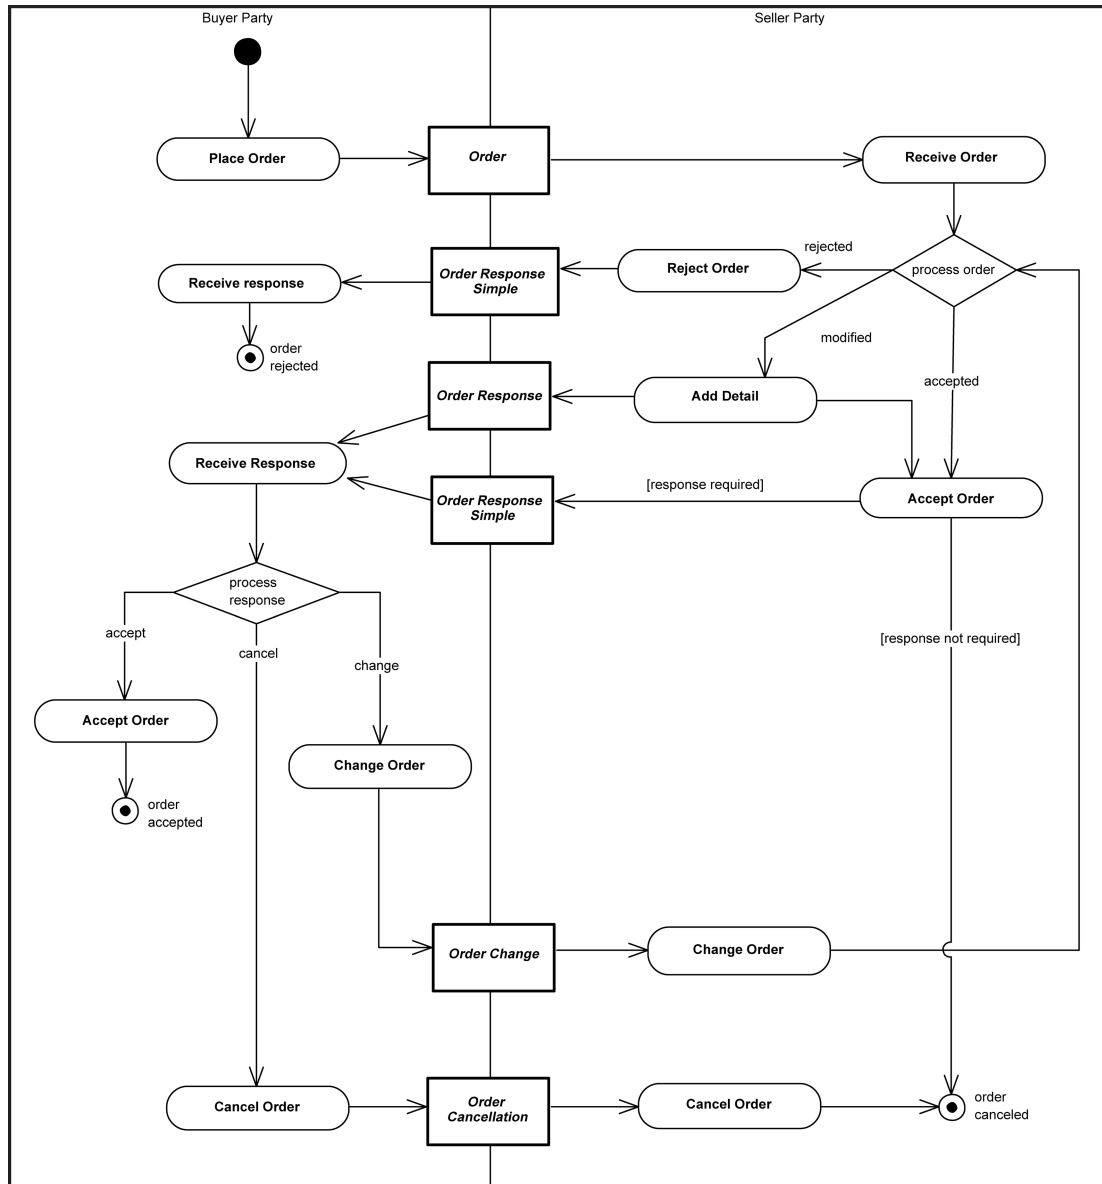 Buyer Party
Seller Party
Place Order
Order
Receive Order
rejected
Reject Order
process order
Order Response
Simple
Receive response
order
rejected
modified
accepted
Order Response
Add Detail
Receive Response
[response required]
Order Response
Simple
Accept Order
process
response
accept
cancel
change
[response not required]
Accept Order
Change Order
order
accepted
Order Change
Change Order
Cancel Order
Order
Cancellation
Cancel Order
order
canceled